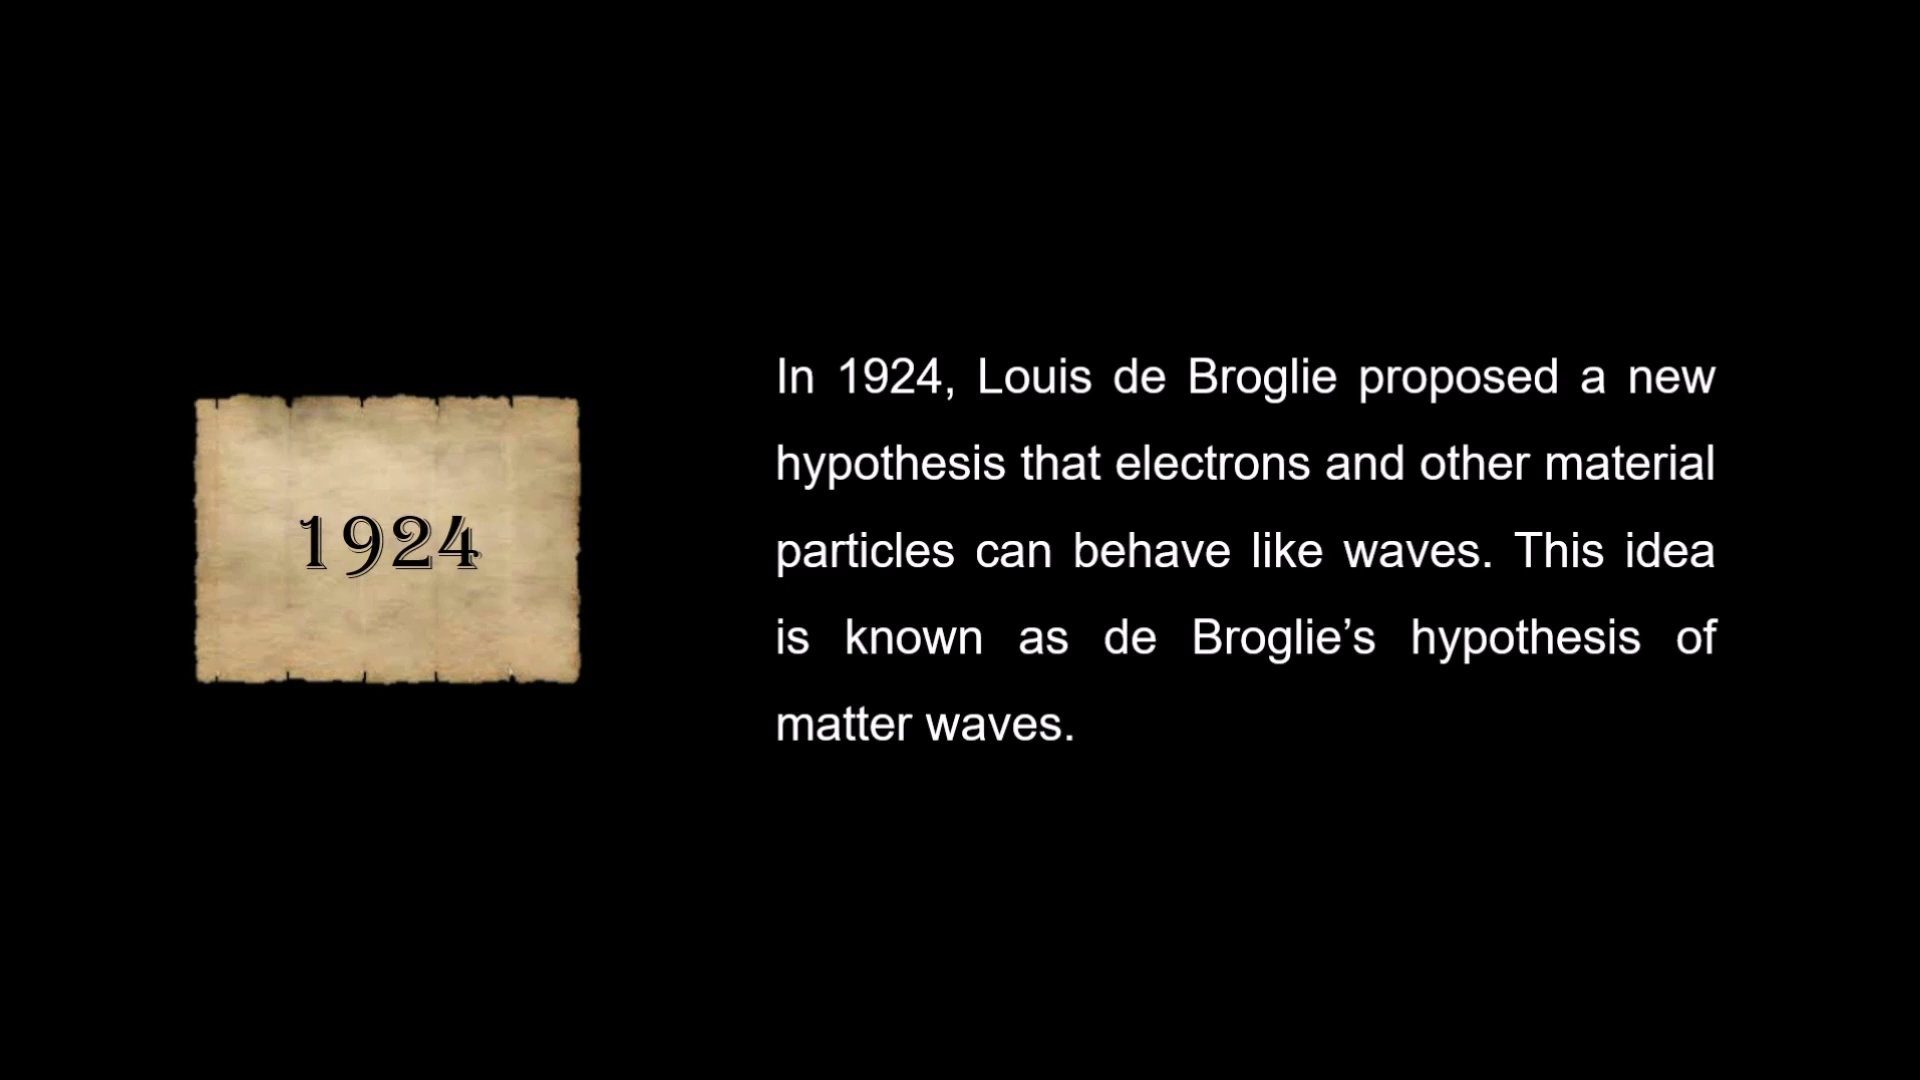 1924
In 1924, Louis de Broglie proposed a new
hypothesis that electrons and other material
particles can behave like waves. This idea
is known as de Broglie’s hypothesis of
matter waves.